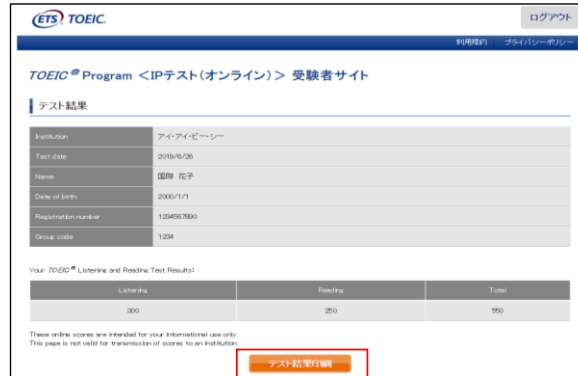 ETS TOEIC.
ログアウト
利用規約 プライバシーポリシー
TOEIC® Program <IPテスト(オンライン)> 受験者サイト
テスト結果
Institution アイ・アイ・ビー・シー
Test date 2019/6/26
Name 国際 花子
Date of birth 2000/1/1
Registration number 1234567890
Group code 1234
Your TOEIC® Listening and Reading Test Results:
Listening Reading Total
300 250 550
These online scores are intended for your informational use only.
This page is not valid for transmission of scores to an institution.
テスト結果印刷